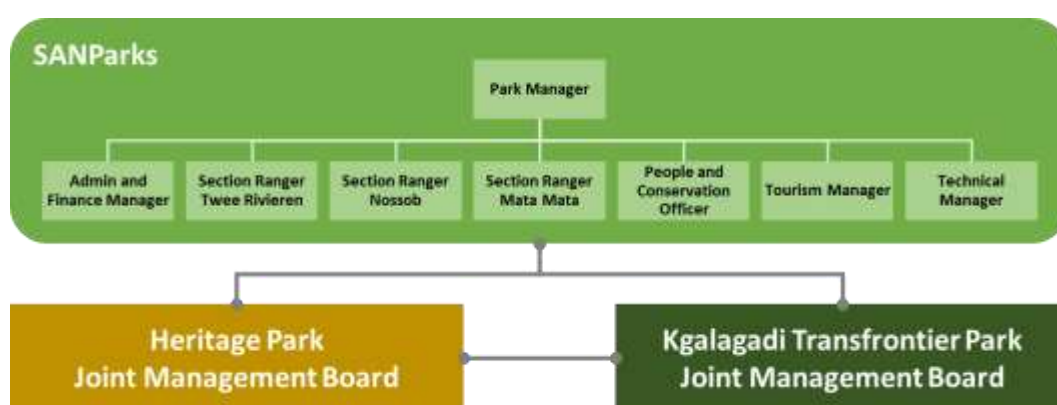 SANParks
Park Manager
Admin and
Finance Manager
Section Ranger
Twee Rivieren
Section Ranger
Nossob
Section Ranger
Mata Mata
People and
Conservation
Officer
Tourism Manager
Technical
Manager
Heritage Park
Joint Management Board
Kgalagadi Transfrontier Park
Joint Management Board